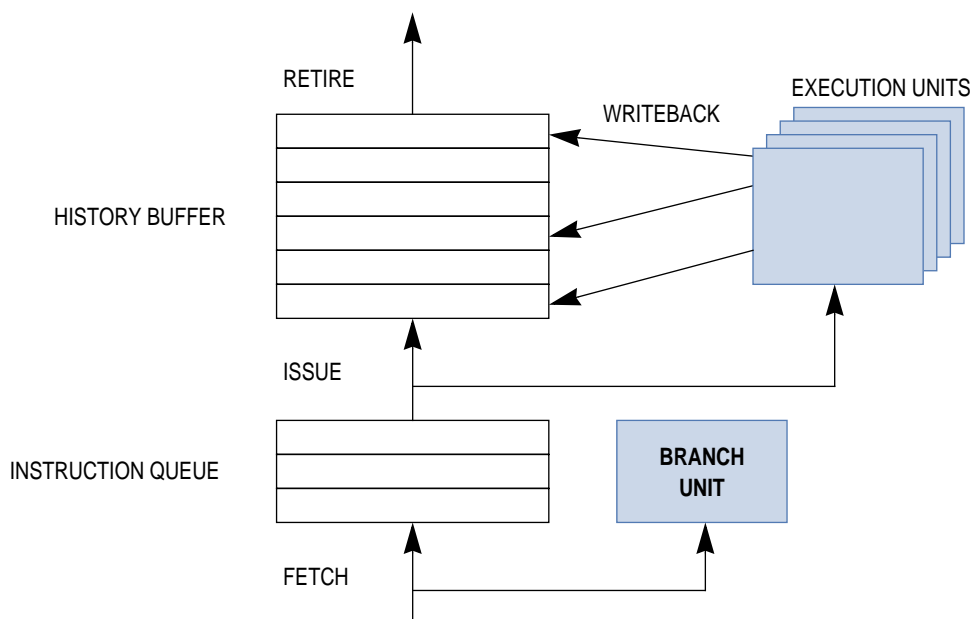 RETIRE
EXECUTION UNITS
WRITEBACK
HISTORY BUFFER
ISSUE
INSTRUCTION QUEUE
BRANCH
UNIT
FETCH